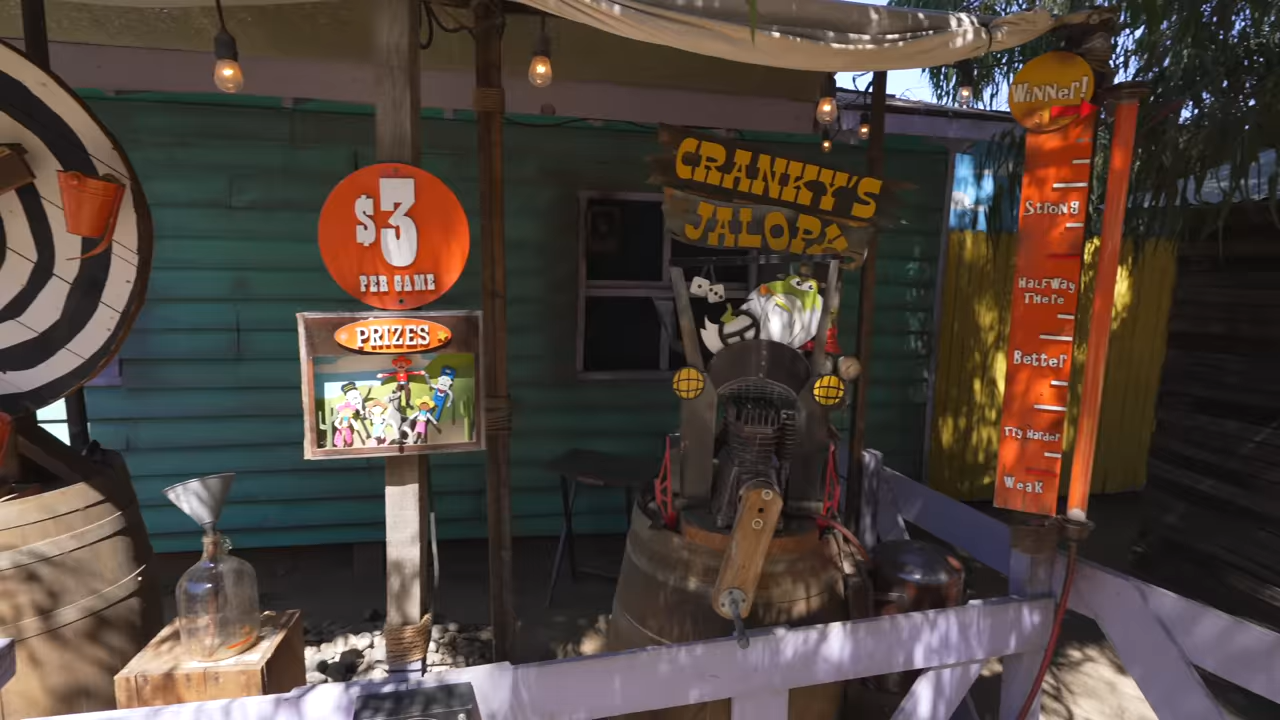 $3
PER GAME
PRIZES
CRANKY'S
JALOPY
WINNER!
STRONG
HALFWAY
THERE
BETTER
TRY HARDER
WEAK